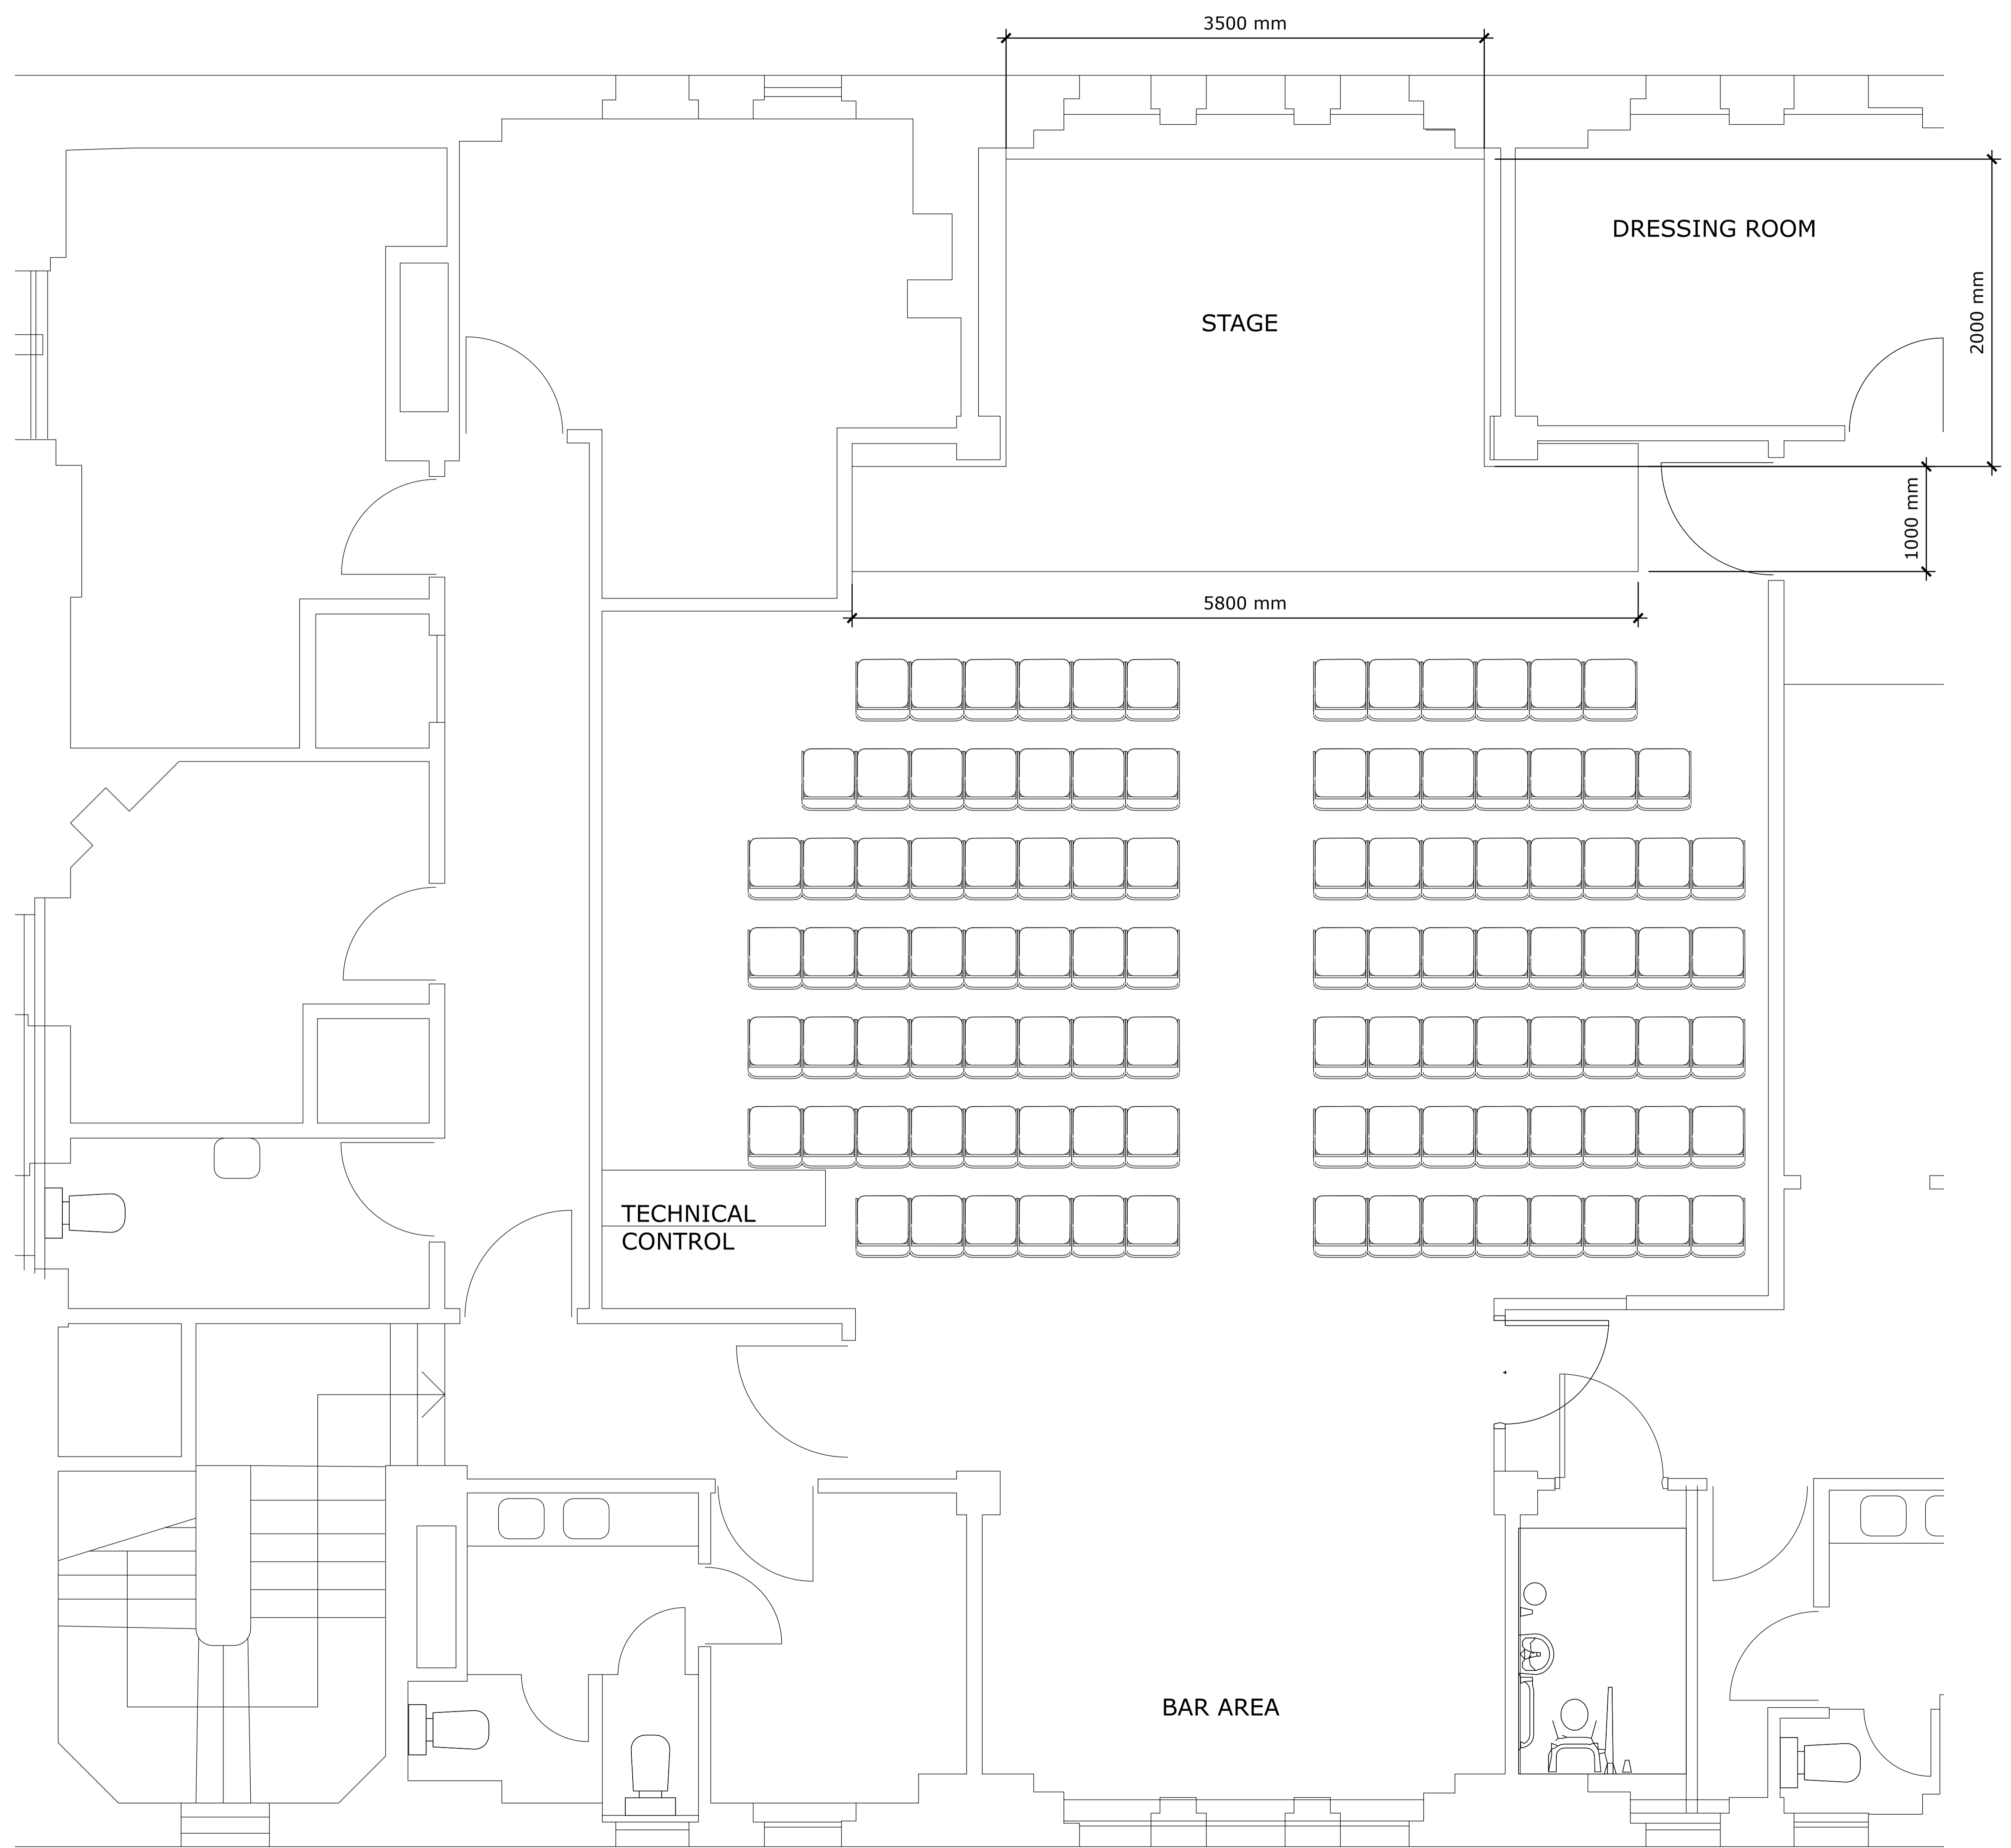 3500 mm
DRESSING ROOM
2000 mm
STAGE
1000 mm
5800 mm
TECHNICAL
CONTROL
BAR AREA